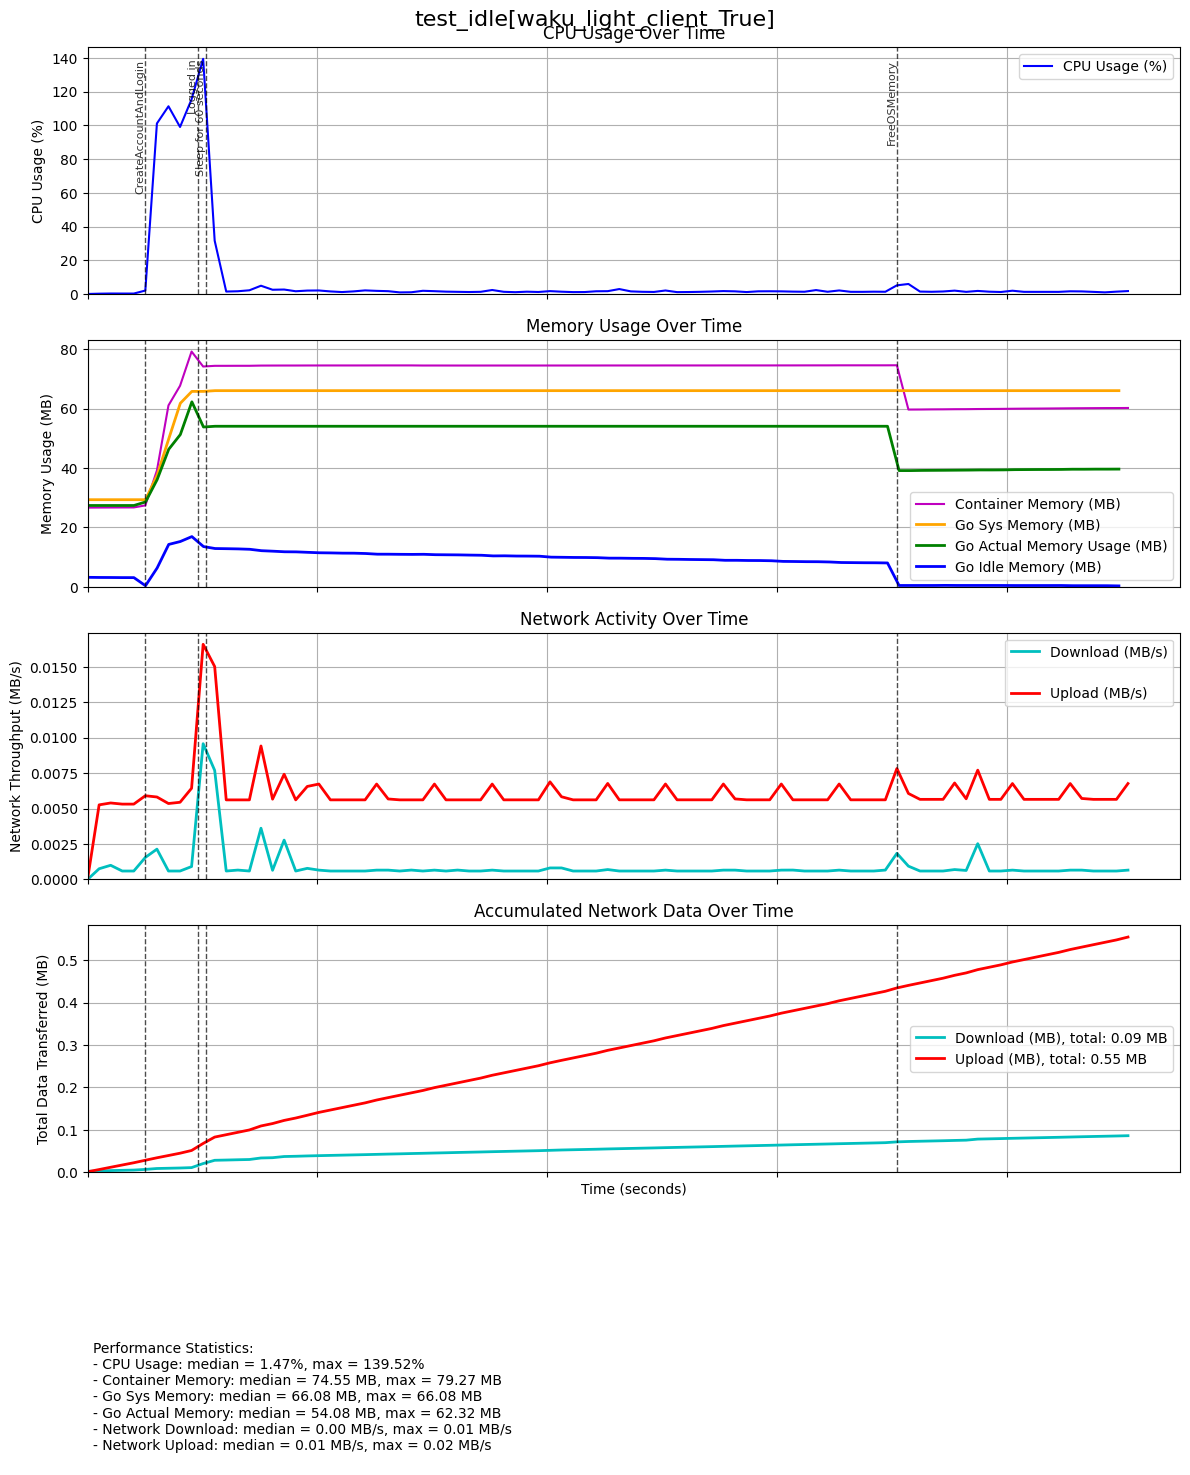 test_idle[waku_light_client_True]
CPU Usage Over Time
CPU Usage (%)
140
120
100
80
60
40
20
0
CreateAccountAndLogin
Logged in
Sleep for 60 seconds
FreeOSMemory
CPU Usage (%)
Memory Usage Over Time
Memory Usage (MB)
80
60
40
20
0
Container Memory (MB)
Go Sys Memory (MB)
Go Actual Memory Usage (MB)
Go Idle Memory (MB)
Network Activity Over Time
Network Throughput (MB/s)
0.0150
0.0125
0.0100
0.0075
0.0050
0.0025
0.0000
Download (MB/s)
Upload (MB/s)
Accumulated Network Data Over Time
Total Data Transferred (MB)
0.5
0.4
0.3
0.2
0.1
0.0
Download (MB), total: 0.09 MB
Upload (MB), total: 0.55 MB
Time (seconds)
Performance Statistics:
- CPU Usage: median = 1.47%, max = 139.52%
- Container Memory: median = 74.55 MB, max = 79.27 MB
- Go Sys Memory: median = 66.08 MB, max = 66.08 MB
- Go Actual Memory: median = 54.08 MB, max = 62.32 MB
- Network Download: median = 0.00 MB/s, max = 0.01 MB/s
- Network Upload: median = 0.01 MB/s, max = 0.02 MB/s